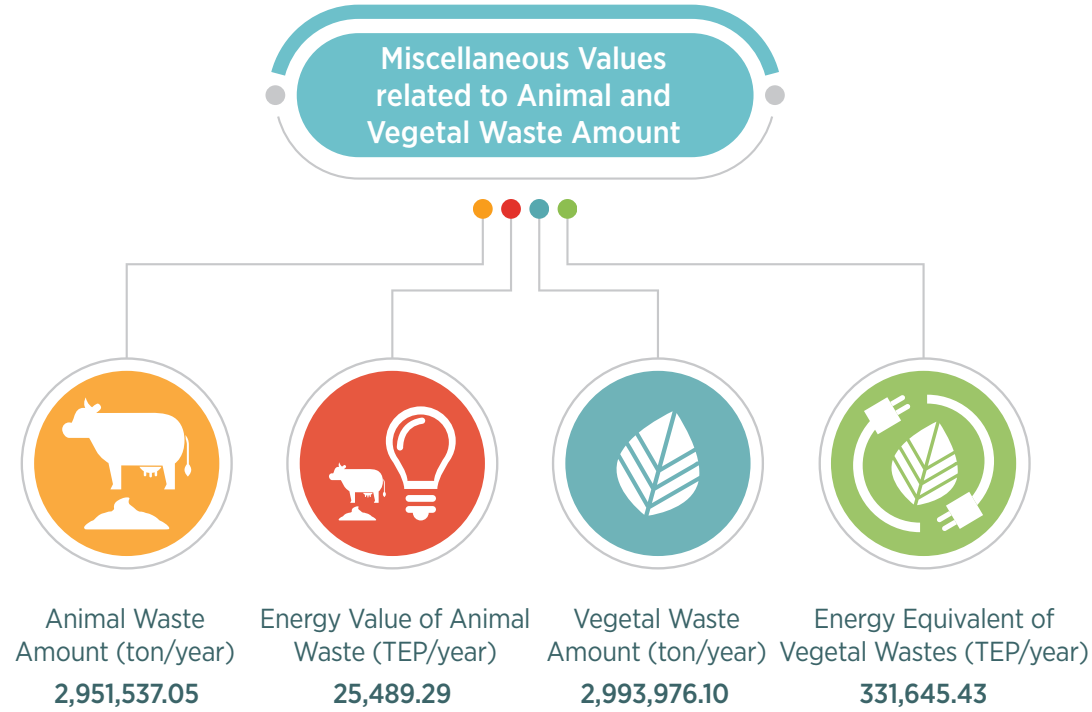 Miscellaneous Values
related to Animal and
Vegetal Waste Amount
Animal Waste
Amount (ton/year)
2,951,537.05
Energy Value of Animal
Waste (TEP/year)
25,489.29
Vegetal Waste
Amount (ton/year)
2,993,976.10
Energy Equivalent of
Vegetal Wastes (TEP/year)
331,645.43